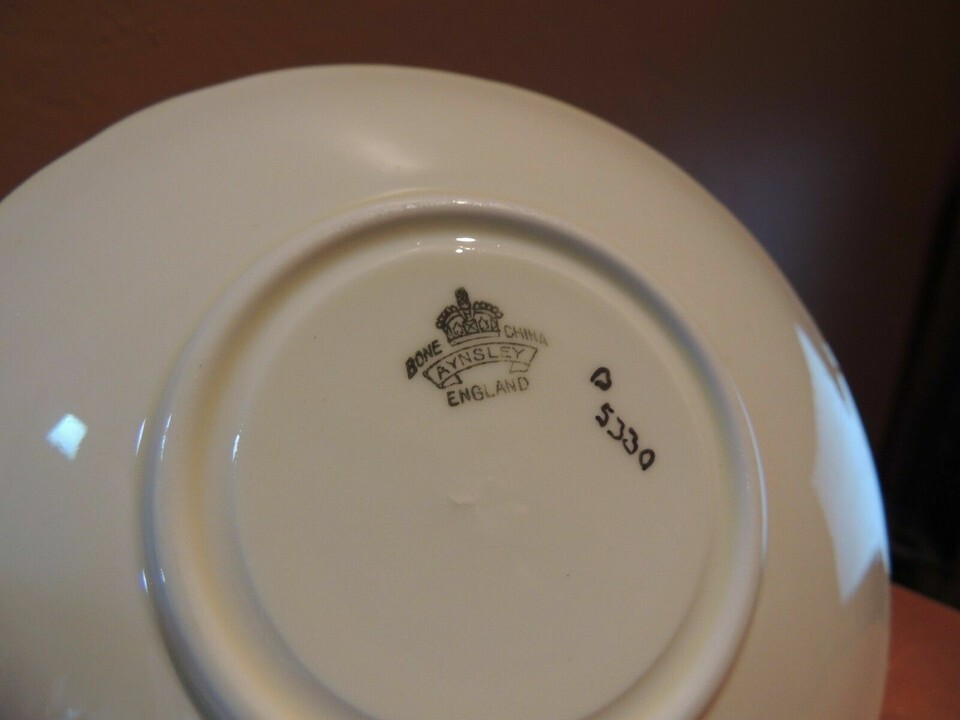 BONE CHINA
AYNSLEY
ENGLAND
5330